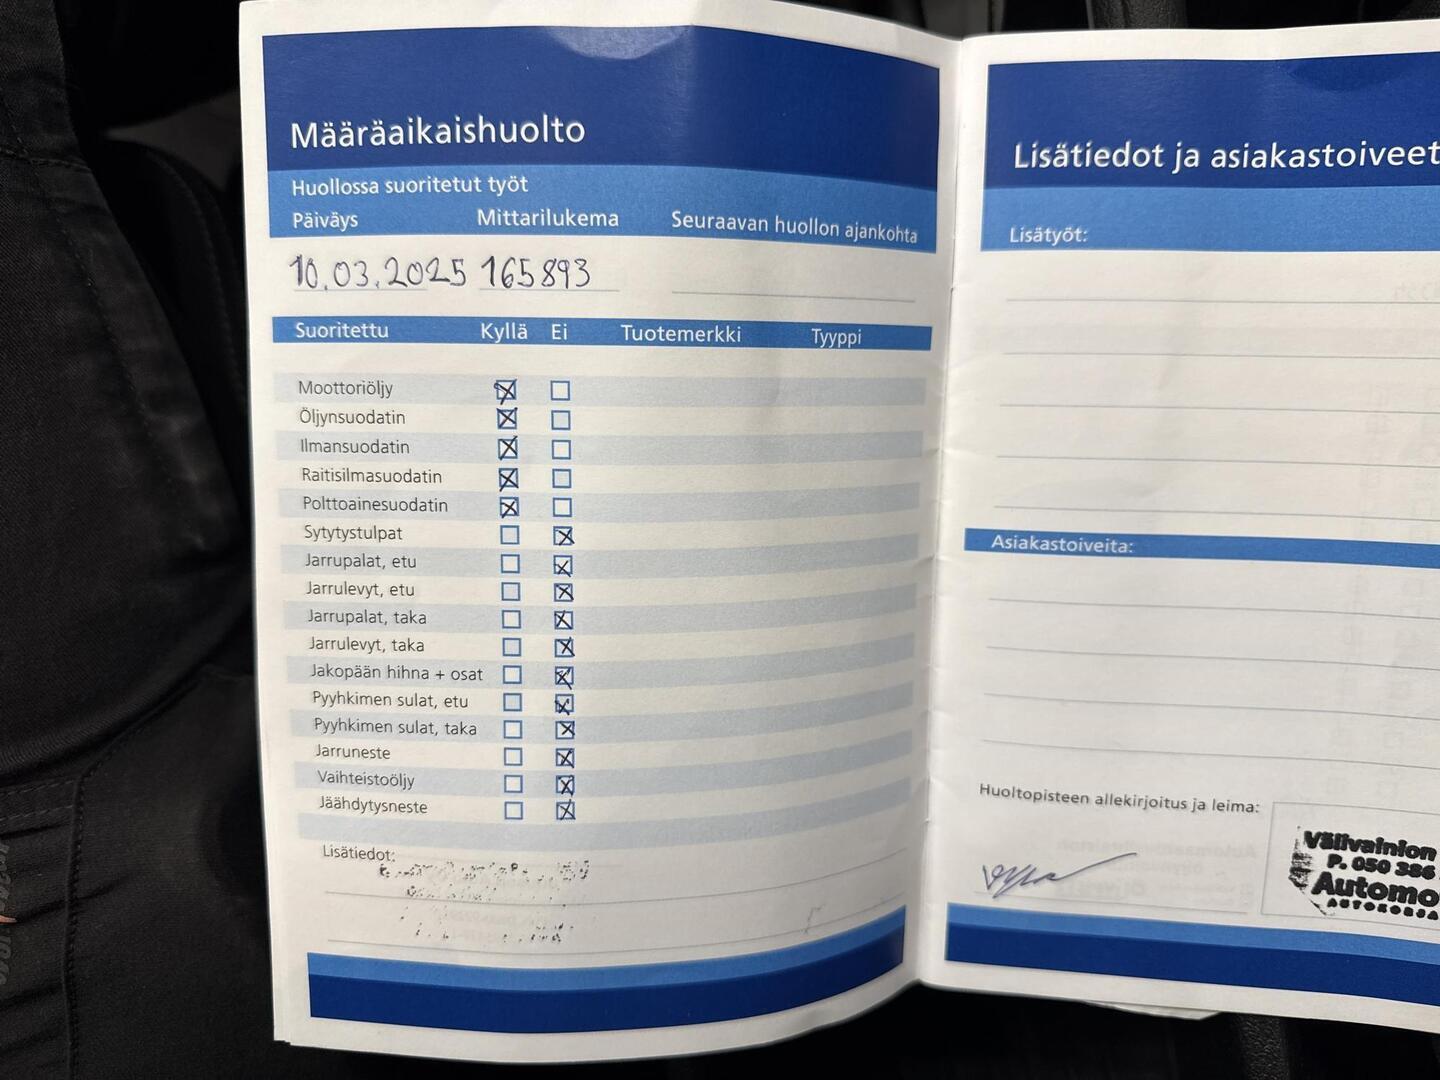 Määräaikaishuolto
Huollossa suoritetut työt
Päiväys Mittarilukema Seuraavan huollon ajankohta
10.03.2025 165893
Suoritettu Kyllä Ei Tuotemerkki Tyyppi
Moottoriöljy
Öljynsuodatin
Ilmansuodatin
Raitisilmasuodatin
Polttoainesuodatin
Sytytystulpat
Jarrupalat, etu
Jarrulevyt, etu
Jarrupalat, taka
Jarrulevyt, taka
Jakopään hihna + osat
Pyyhkimen sulat, etu
Pyyhkimen sulat, taka
Jarruneste
Vaihteistoöljy
Jäähdytysneste
Lisätiedot:
Lisätiedot ja asiakastoiveet
Lisätyöt:
Asiakastoiveita:
Huoltopisteen allekirjoitus ja leima:
Välivainion
P. 050 386
Automo
AUTOKORJA